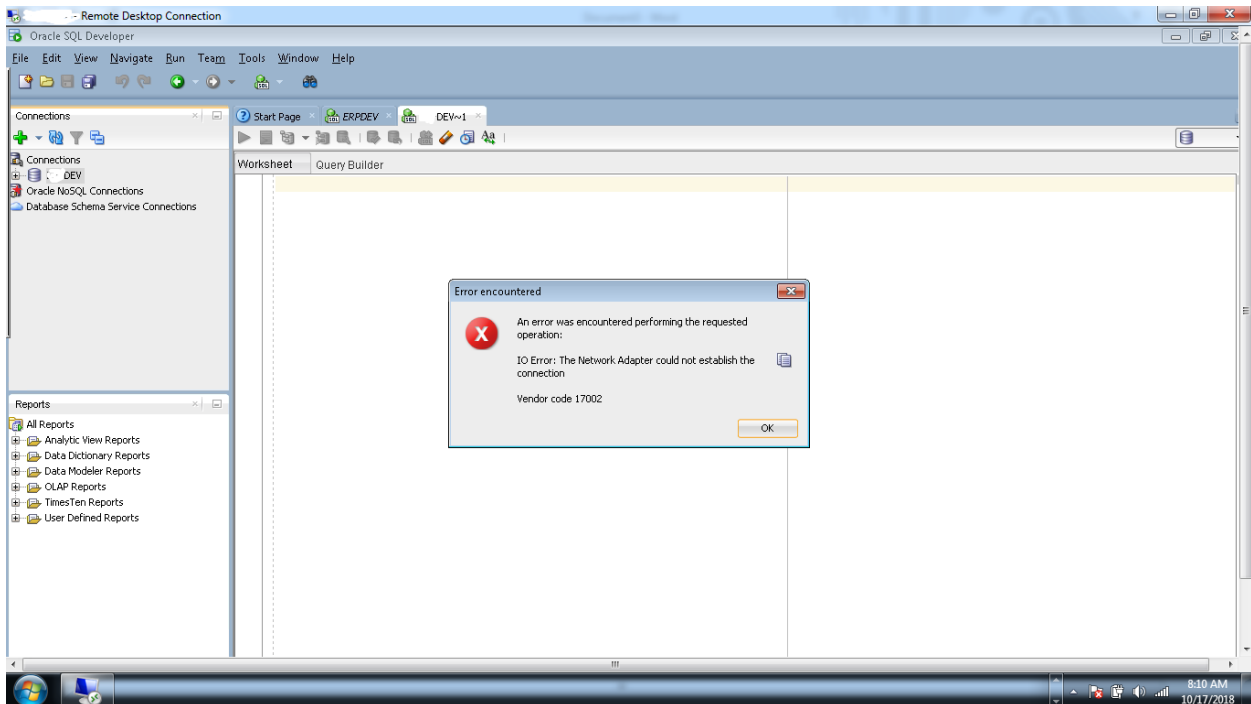 - Remote Desktop Connection
Oracle SQL Developer
File Edit View Navigate Run Team Tools Window Help
Connections
Start Page ERPDEV DEV~1
Worksheet Query Builder
Connections
DEV
Oracle NoSQL Connections
Database Schema Service Connections
Error encountered
An error was encountered performing the requested
operation:
IO Error: The Network Adapter could not establish the
connection
Vendor code 17002
OK
Reports
All Reports
Analytic View Reports
Data Dictionary Reports
Data Modeler Reports
OLAP Reports
TimesTen Reports
User Defined Reports
8:10 AM
10/17/2018